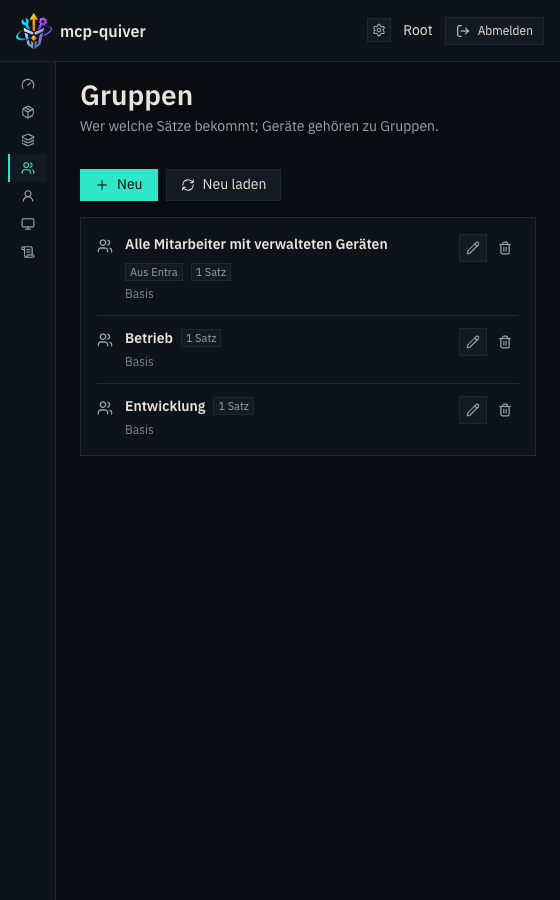 mcp-quiver
Root
Abmelden
Gruppen
Wer welche Sätze bekommt; Geräte gehören zu Gruppen.
Neu
Neu laden
Alle Mitarbeiter mit verwalteten Geräten
Aus Entra
1 Satz
Basis
Betrieb
1 Satz
Basis
Entwicklung
1 Satz
Basis